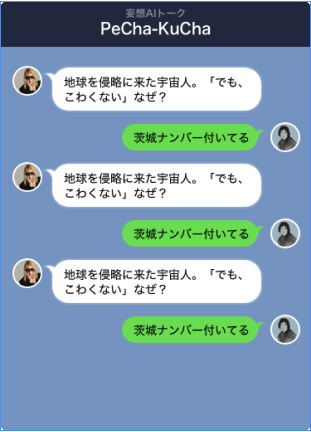 妄想AIトーク
PeCha-KuCha
地球を侵略に来た宇宙人。「でも、
こわくない」なぜ？
茨城ナンバー付いてる
地球を侵略に来た宇宙人。「でも、
こわくない」なぜ？
茨城ナンバー付いてる
地球を侵略に来た宇宙人。「でも、
こわくない」なぜ？
茨城ナンバー付いてる